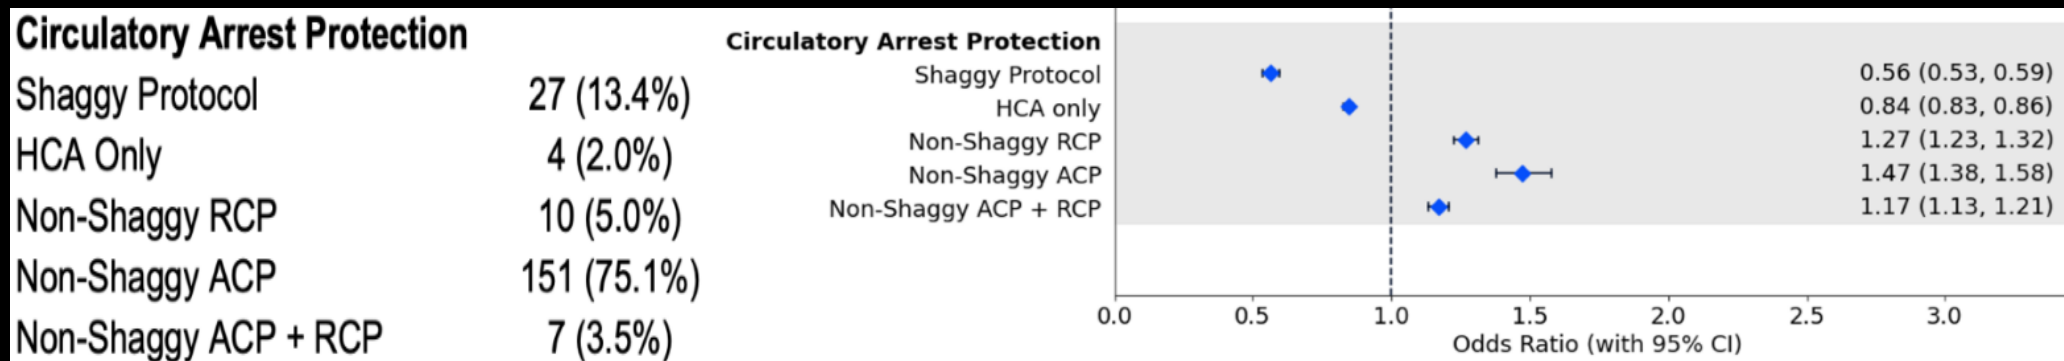 Circulatory Arrest Protection
Shaggy Protocol 27 (13.4%)
HCA Only 4 (2.0%)
Non-Shaggy RCP 10 (5.0%)
Non-Shaggy ACP 151 (75.1%)
Non-Shaggy ACP + RCP 7 (3.5%)
Circulatory Arrest Protection
Shaggy Protocol 0.56 (0.53, 0.59)
HCA only 0.84 (0.83, 0.86)
Non-Shaggy RCP 1.27 (1.23, 1.32)
Non-Shaggy ACP 1.47 (1.38, 1.58)
Non-Shaggy ACP + RCP 1.17 (1.13, 1.21)
0.0 0.5 1.0 1.5 2.0 2.5 3.0
Odds Ratio (with 95% CI)